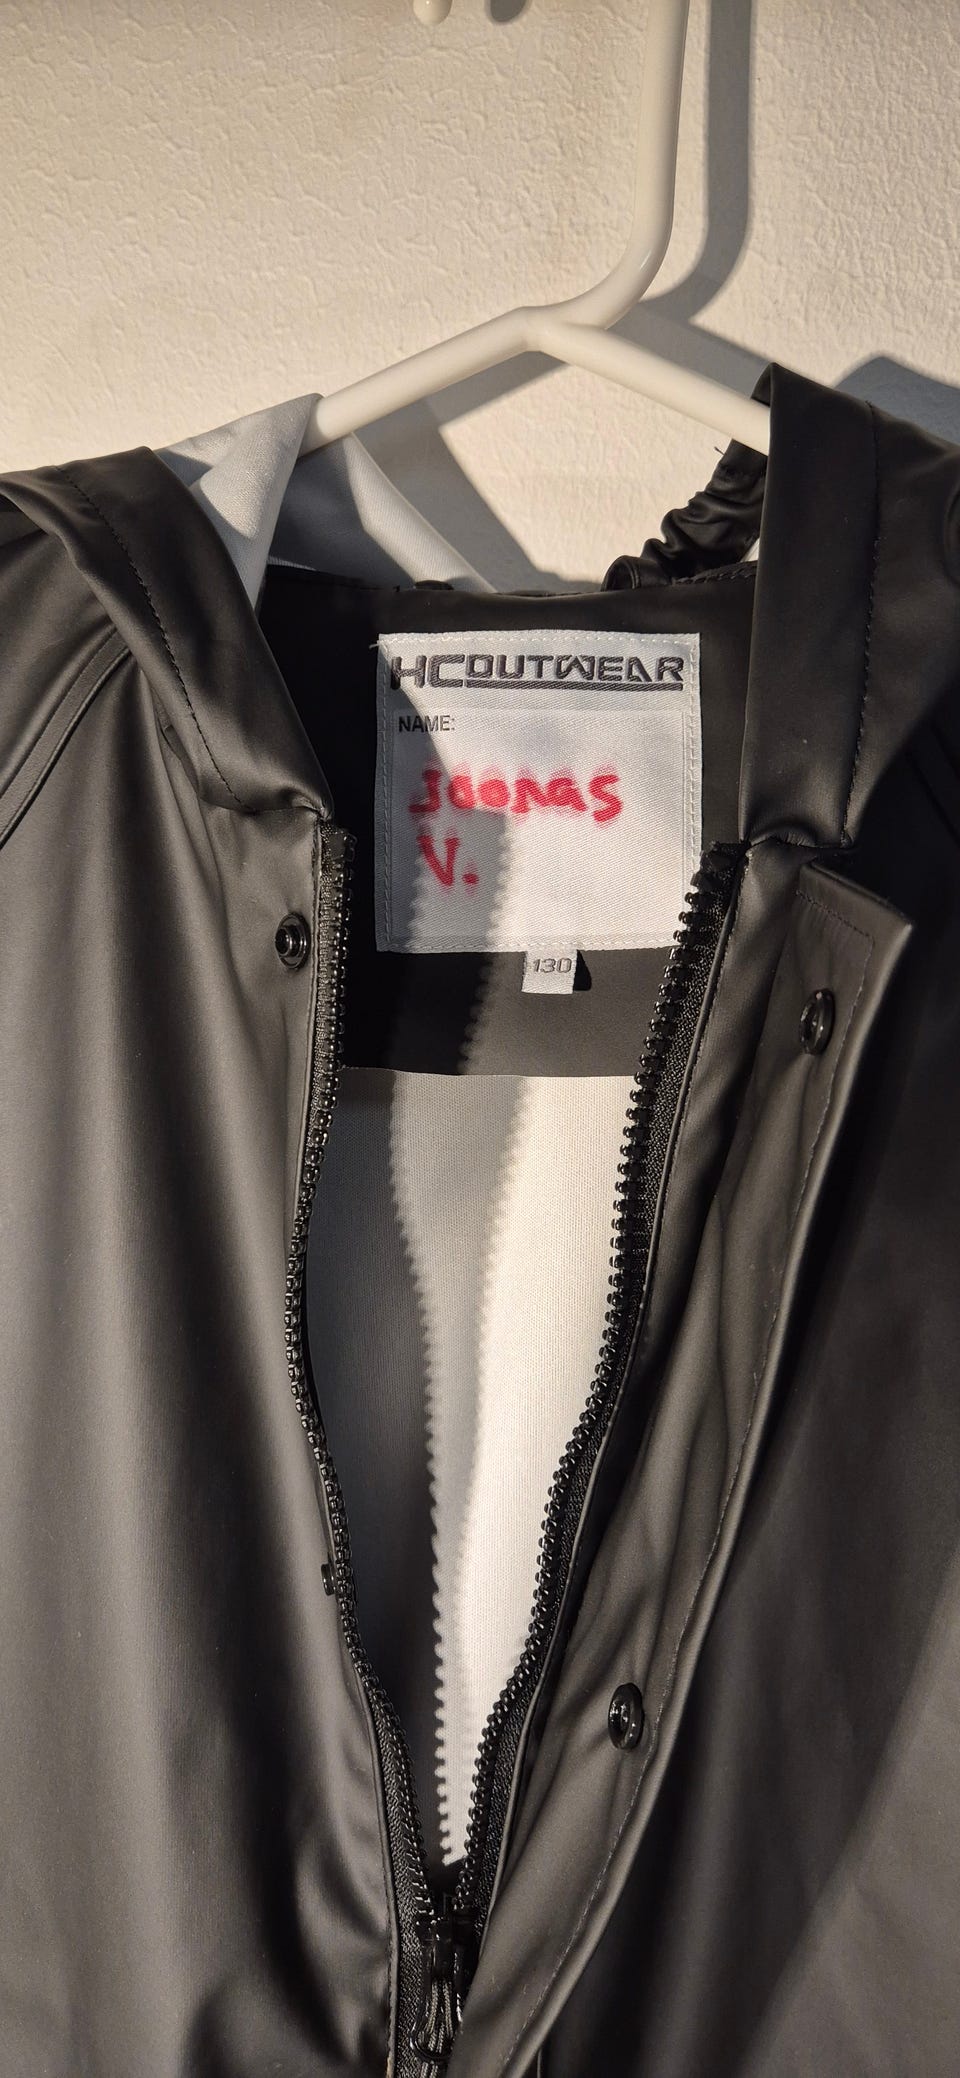 HCOUTWEAR
NAME:
Joonas
V.
130